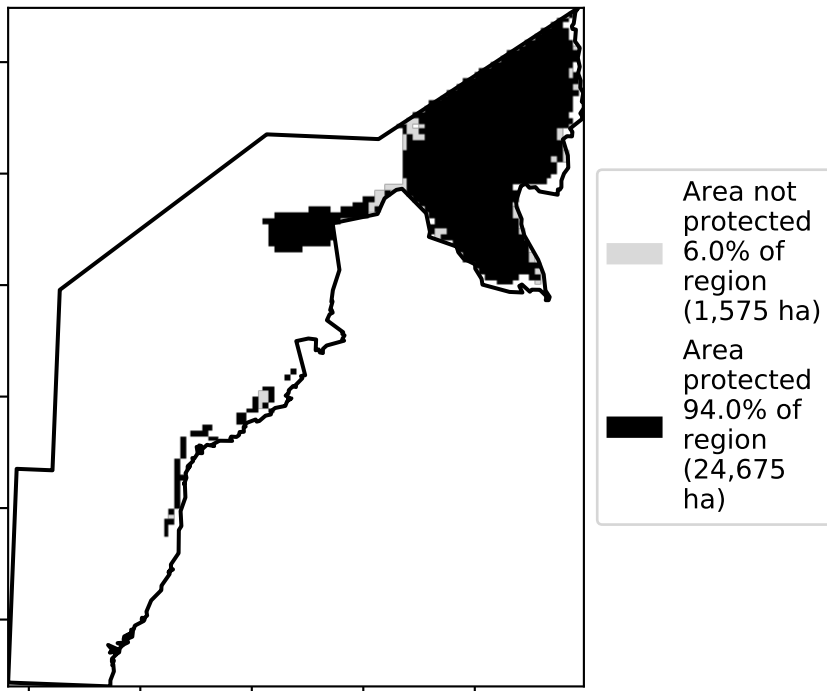 Area not
protected
6.0% of
region
(1,575 ha)
Area
protected
94.0% of
region
(24,675
ha)